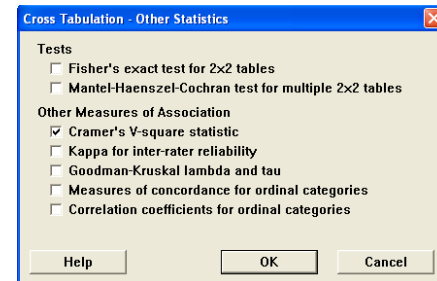 Cross Tabulation - Other Statistics
Tests
Fisher's exact test for 2x2 tables
Mantel-Haenszel-Cochran test for multiple 2x2 tables
Other Measures of Association
Cramer's V-square statistic
Kappa for inter-rater reliability
Goodman-Kruskal lambda and tau
Measures of concordance for ordinal categories
Correlation coefficients for ordinal categories
Help OK Cancel